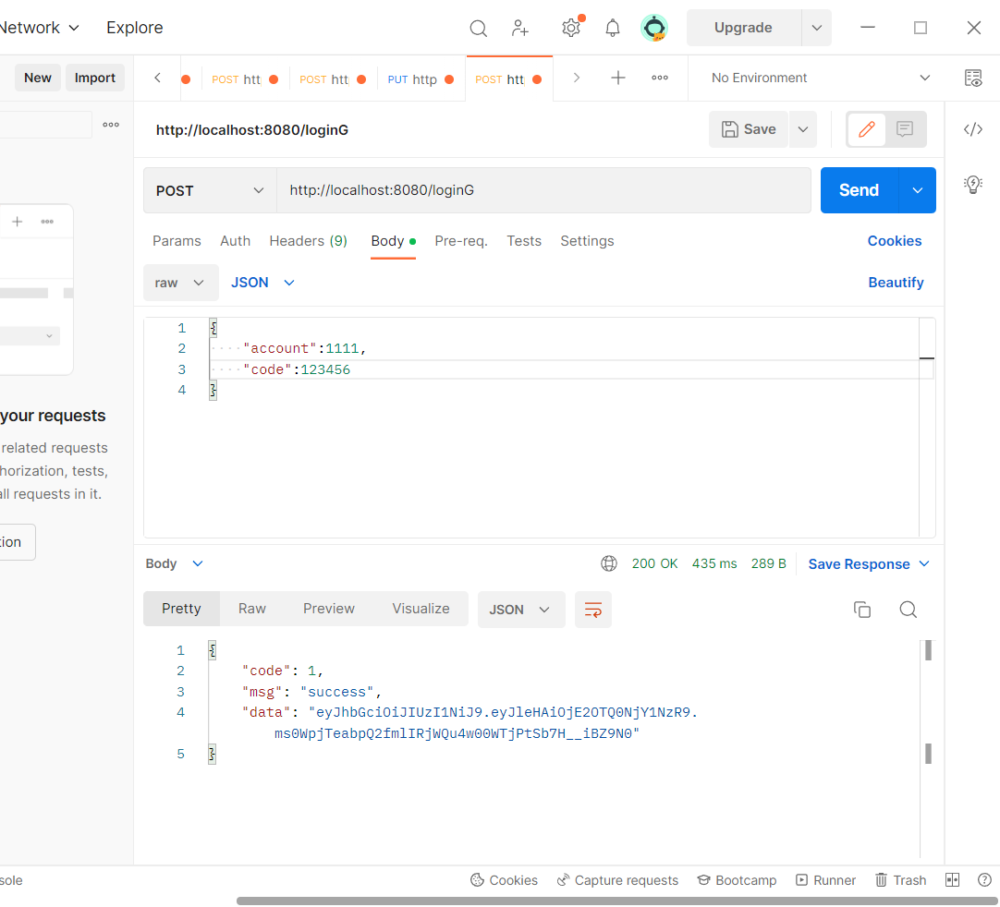 Network Explore Upgrade
New Import POST htt POST htt PUT http POST htt No Environment
http://localhost:8080/loginG Save
POST http://localhost:8080/loginG Send
Params Auth Headers (9) Body Pre-req. Tests Settings Cookies
raw JSON Beautify
1 {
2 "account":1111,
3 "code":123456
4 }
your requests
related requests
horization, tests,
all requests in it.
tion
Body 200 OK 435 ms 289 B Save Response
Pretty Raw Preview Visualize JSON
1 {
2 "code": 1,
3 "msg": "success",
4 "data": "eyJhbGciOiJIUzI1NiJ9.eyJleHAiOjE2OTQ0NjY1NzR9.
ms0WpjTeabpQ2fmlIRjWQu4w00WTjPtSb7H__iBZ9N0"
5 }
sole Cookies Capture requests Bootcamp Runner Trash